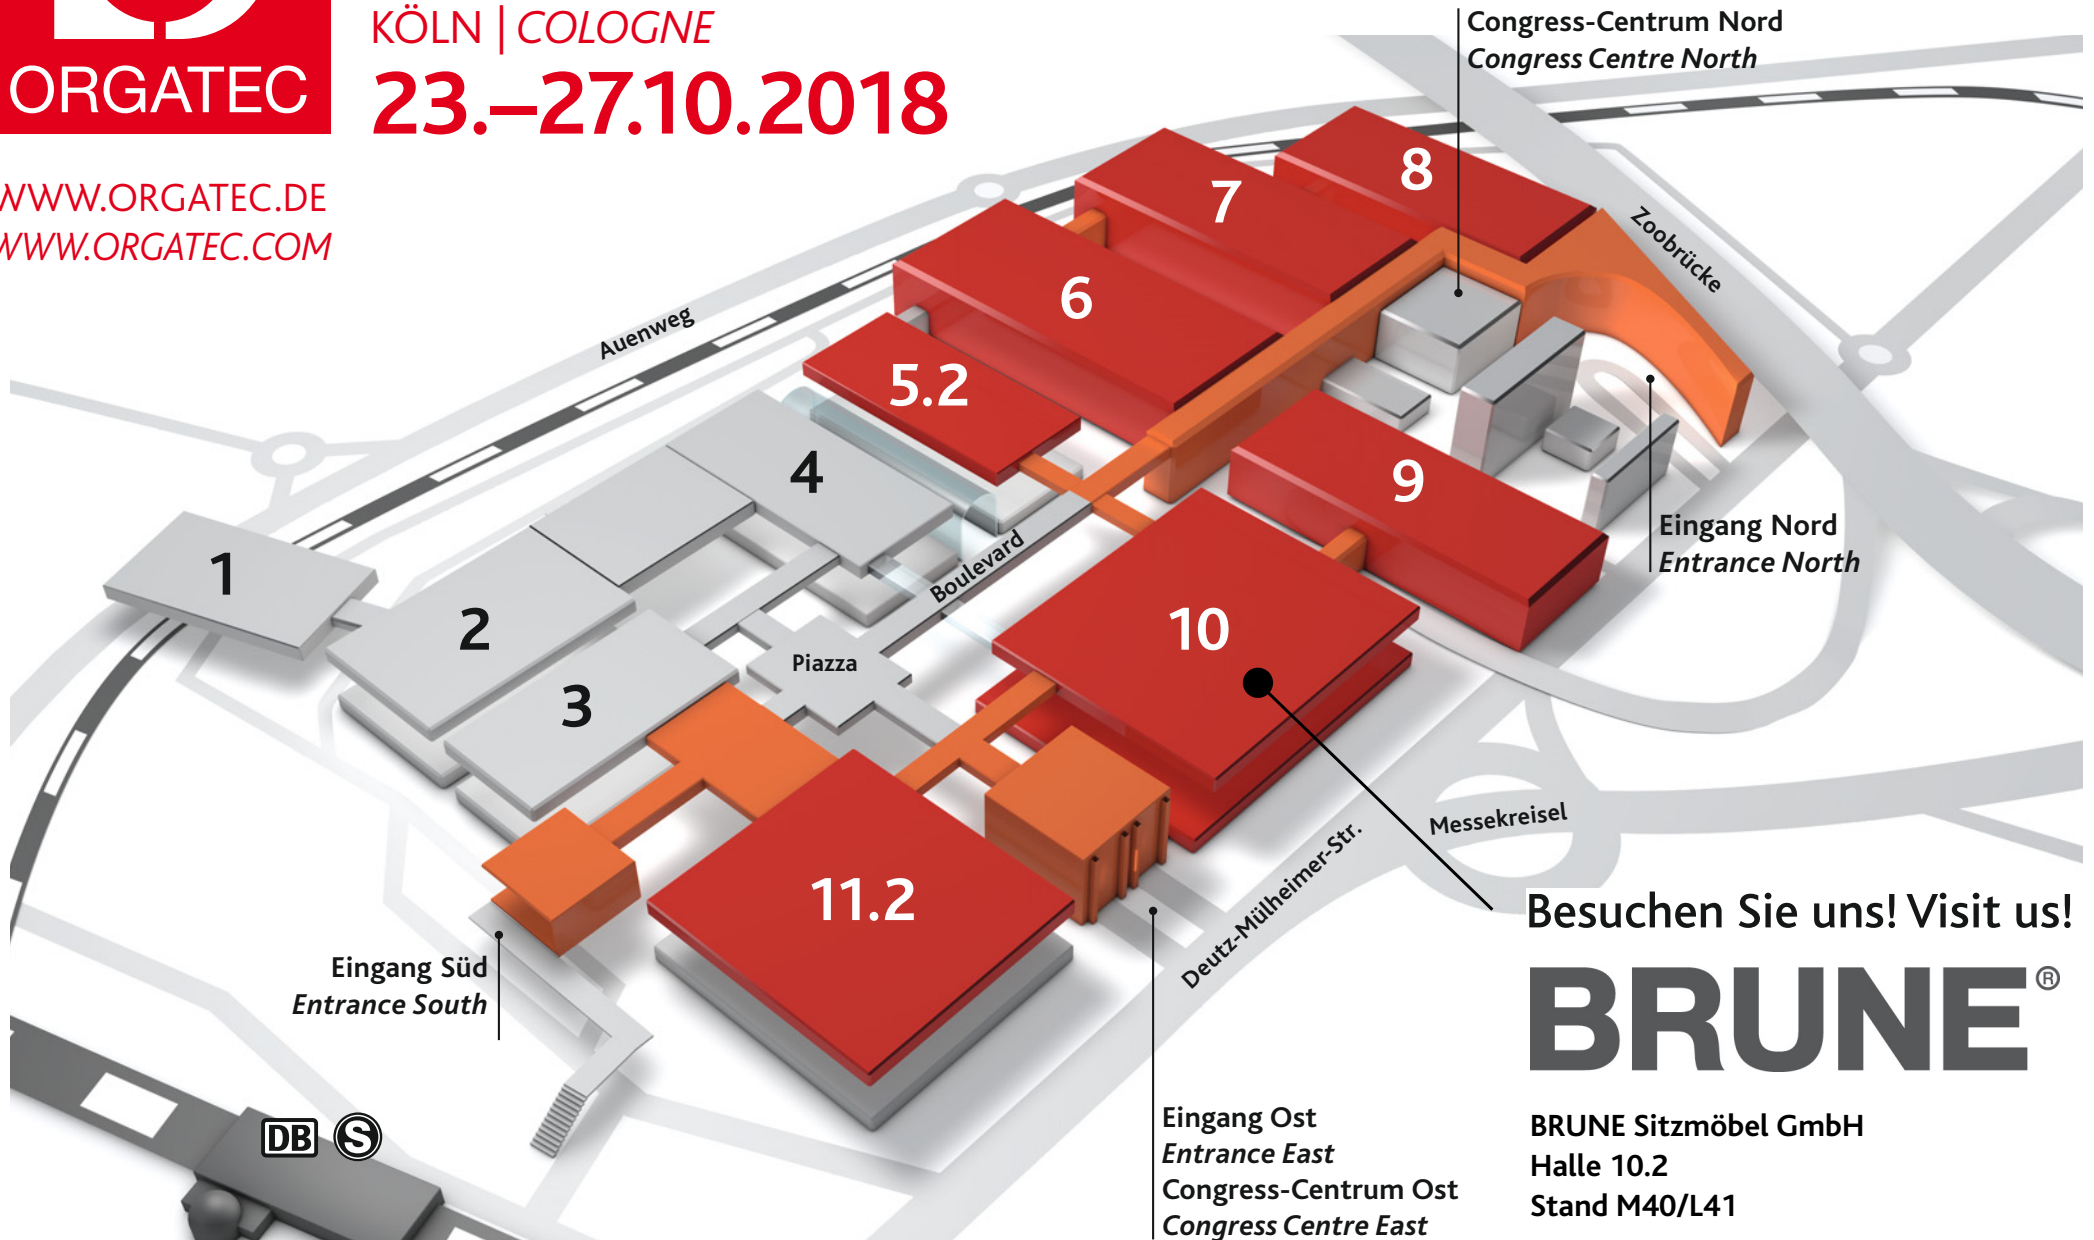 ORGATEC
KÖLN | COLOGNE
23.–27.10.2018
WWW.ORGATEC.DE
WWW.ORGATEC.COM
Congress-Centrum Nord
Congress Centre North
8
7
Zoobrücke
6
Auenweg
5.2
4
9
Eingang Nord
Entrance North
Boulevard
1
2
10
Piazza
3
Messekreisel
11.2
Deutz-Mülheimer-Str.
Eingang Süd
Entrance South
Besuchen Sie uns! Visit us!
BRUNE®
DB S
Eingang Ost
Entrance East
Congress-Centrum Ost
Congress Centre East
BRUNE Sitzmöbel GmbH
Halle 10.2
Stand M40/L41